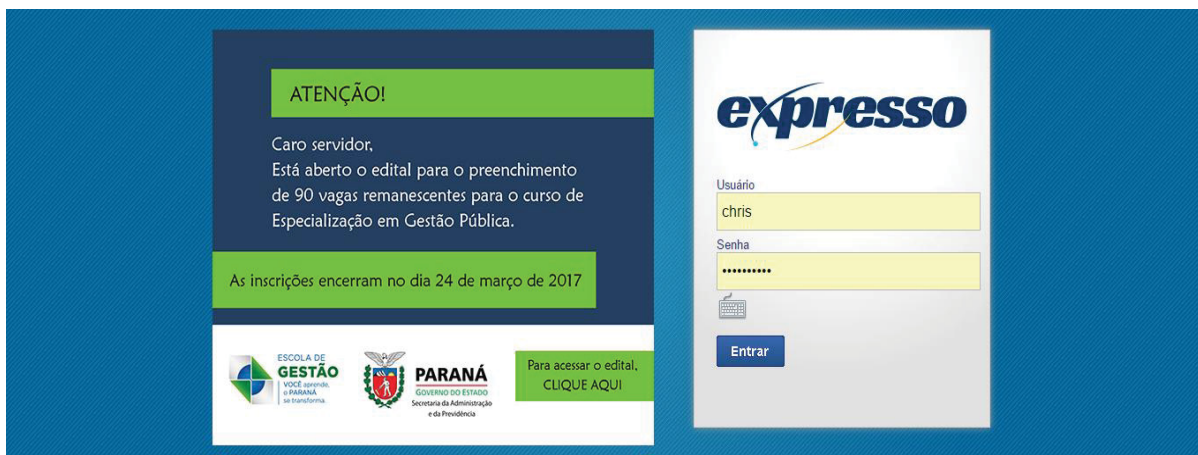 ATENÇÃO!
Caro servidor,
Está aberto o edital para o preenchimento
de 90 vagas remanescentes para o curso de
Especialização em Gestão Pública.
As inscrições encerram no dia 24 de março de 2017
ESCOLA DE
GESTÃO
VOCÊ aprende,
o PARANÁ
se transforma.
PARANÁ
GOVERNO DO ESTADO
Secretaria da Administração
e da Previdência
Para acessar o edital,
CLIQUE AQUI
expresso
Usuário
chris
Senha
••••••••••
Entrar